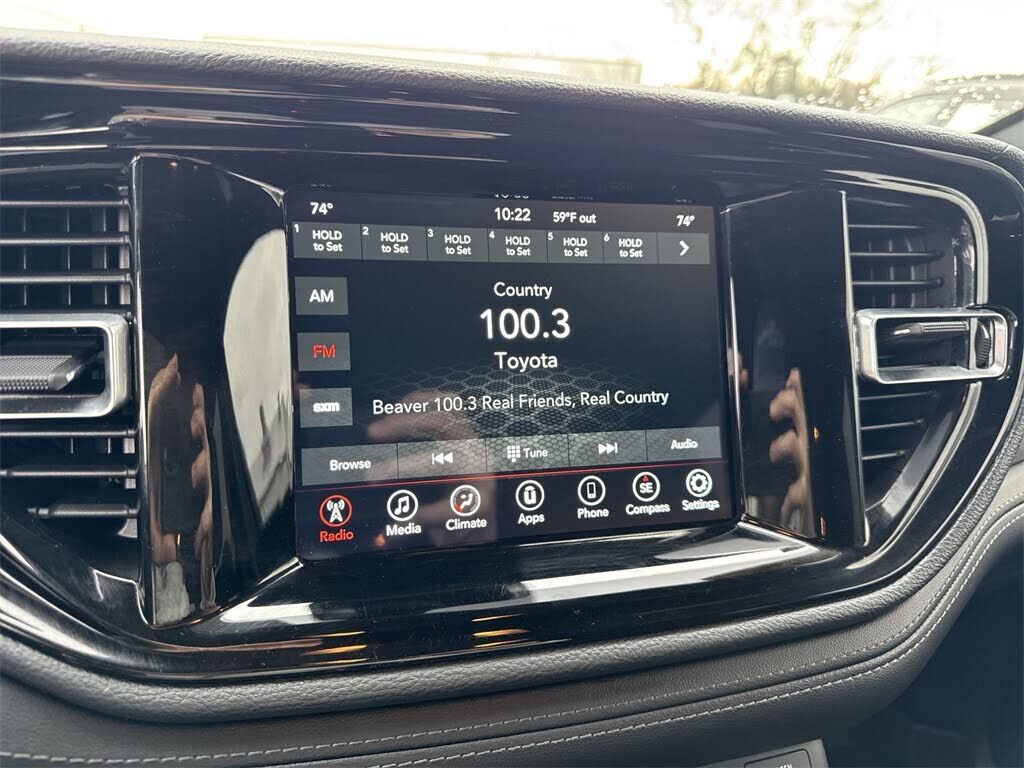 74° 10:22 59°F out 74°
1 HOLD to Set 2 HOLD to Set 3 HOLD to Set 4 HOLD to Set 5 HOLD to Set 6 HOLD to Set
Country
AM
100.3
FM
Toyota
sxm
Beaver 100.3 Real Friends, Real Country
Browse Tune Audio
Radio Media Climate Apps Phone SE Compass Settings